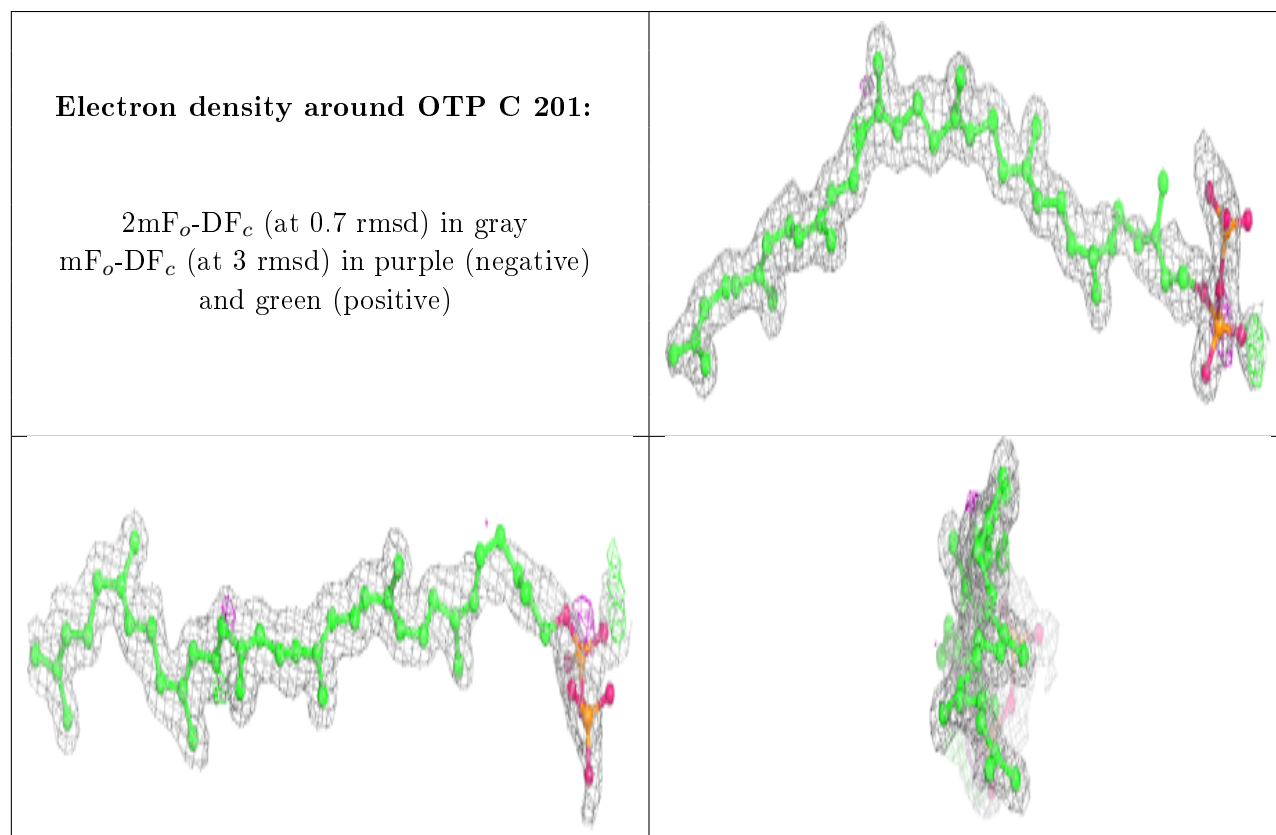 Electron density around OTP C 201:
2mFₒ-DF𝒸 (at 0.7 rmsd) in gray
mFₒ-DF𝒸 (at 3 rmsd) in purple (negative)
and green (positive)